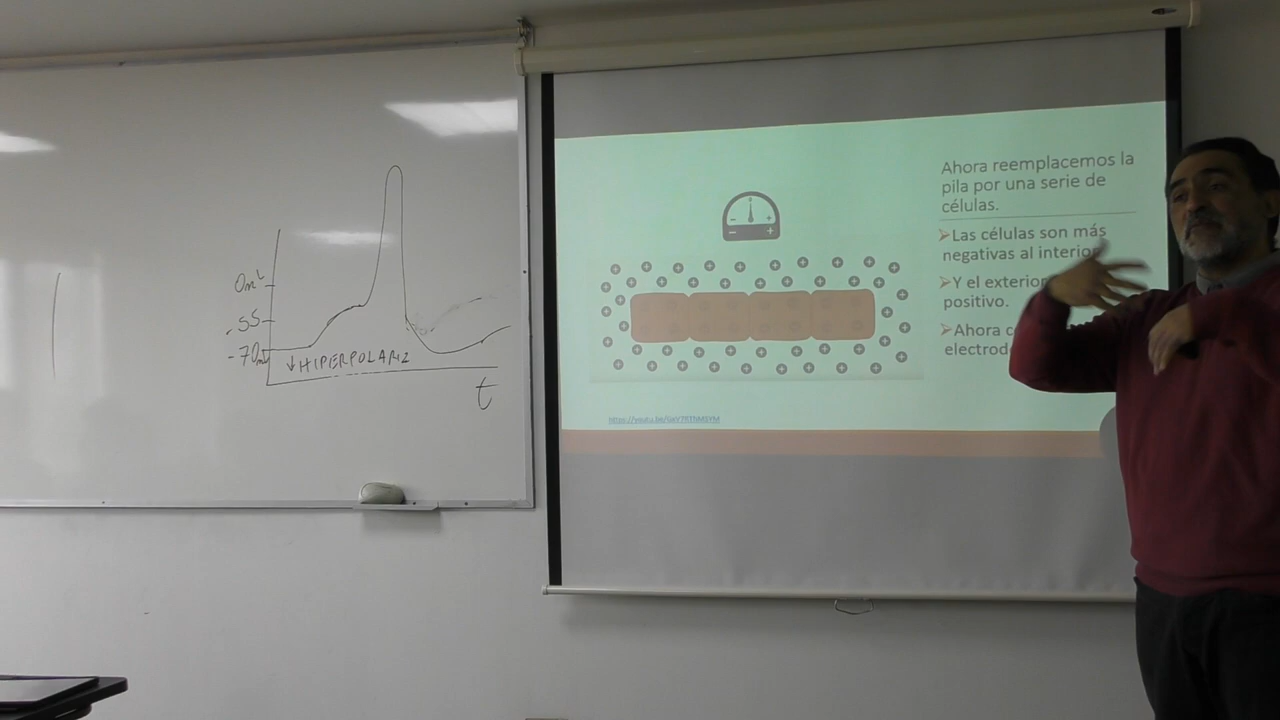 0mV
-55
-70mV
↓HIPERPOLARIZ
t
Ahora reemplacemos la
pila por una serie de
células.
Las células son más
negativas al interior
Y el exterior
positivo.
Ahora
electrod